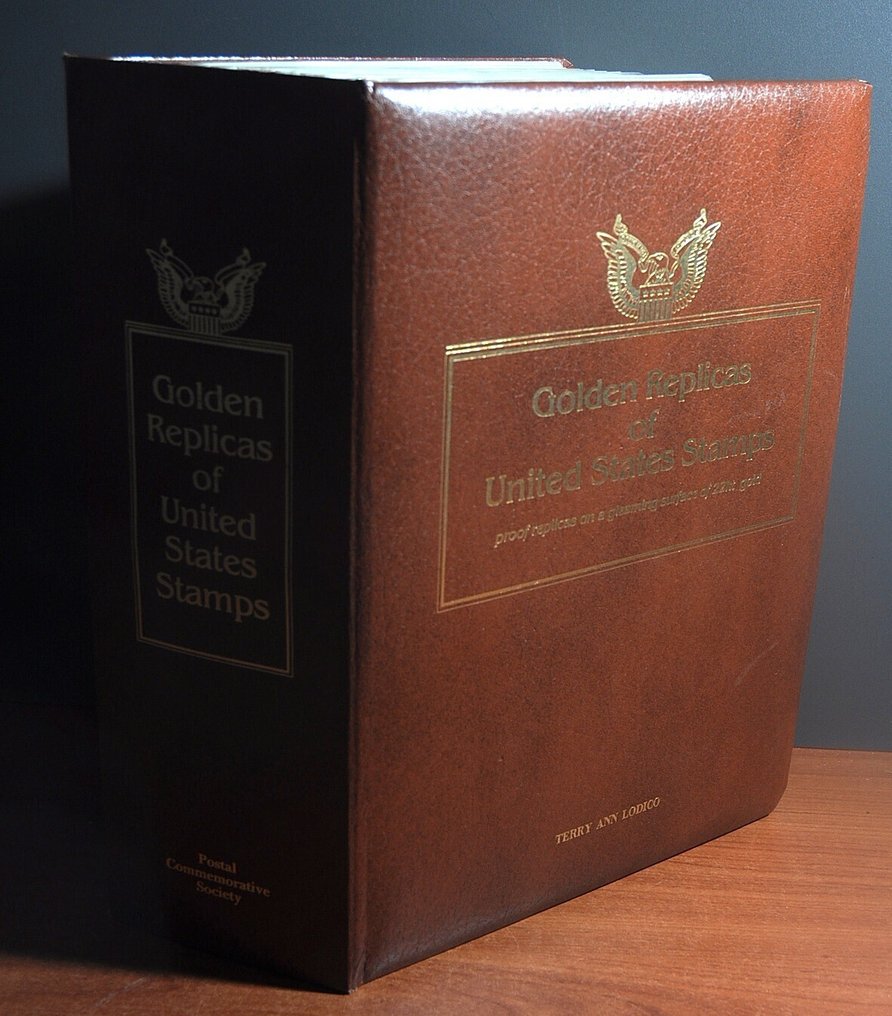 Golden
Replicas
of
United
States
Stamps
Postal
Commemorative
Society
Golden Replicas
of
United States Stamps
proof replicas on a gleaming surface of 22kt. gold
TERRY ANN LODICO